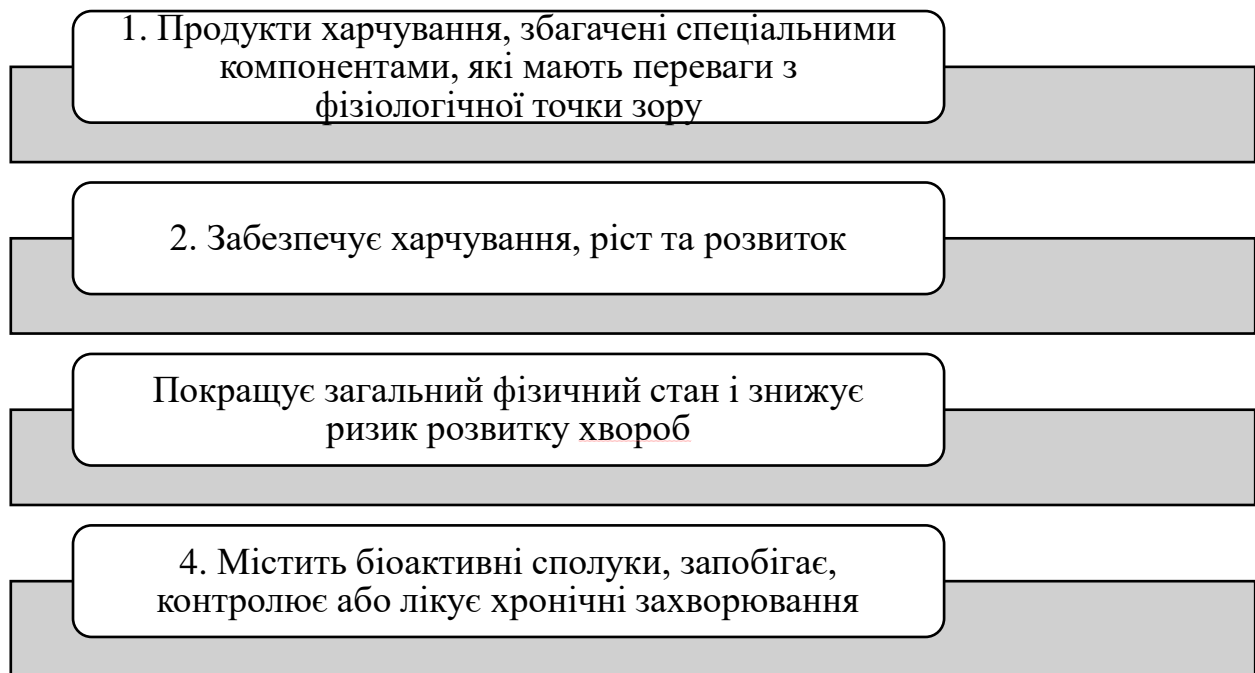 1. Продукти харчування, збагачені спеціальними
компонентами, які мають переваги з
фізіологічної точки зору
2. Забезпечує харчування, ріст та розвиток
Покращує загальний фізичний стан і знижує
ризик розвитку хвороб
4. Містить біоактивні сполуки, запобігає,
контролює або лікує хронічні захворювання